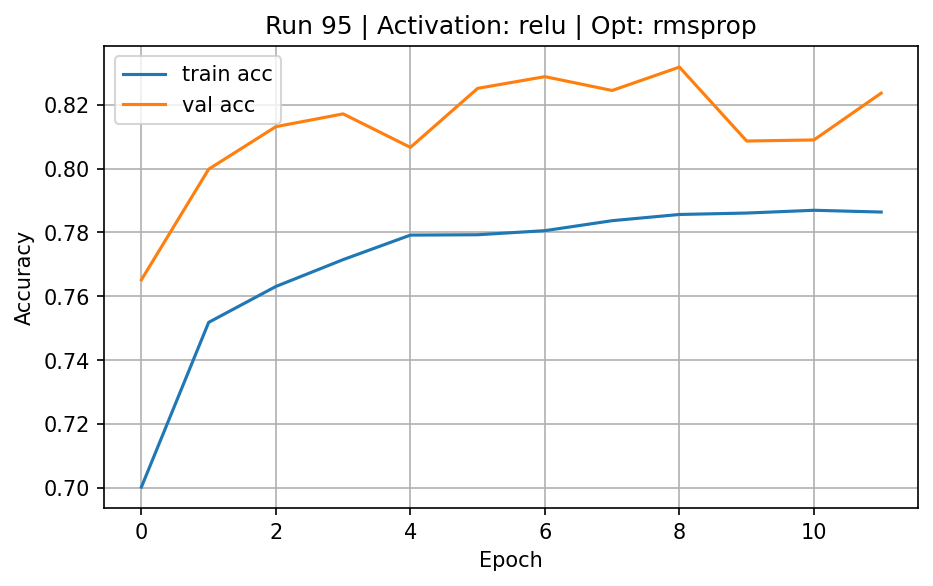 Run 95 | Activation: relu | Opt: rmsprop
train acc
val acc
0.82
0.80
0.78
0.76
0.74
0.72
0.70
Accuracy
0 2 4 6 8 10
Epoch